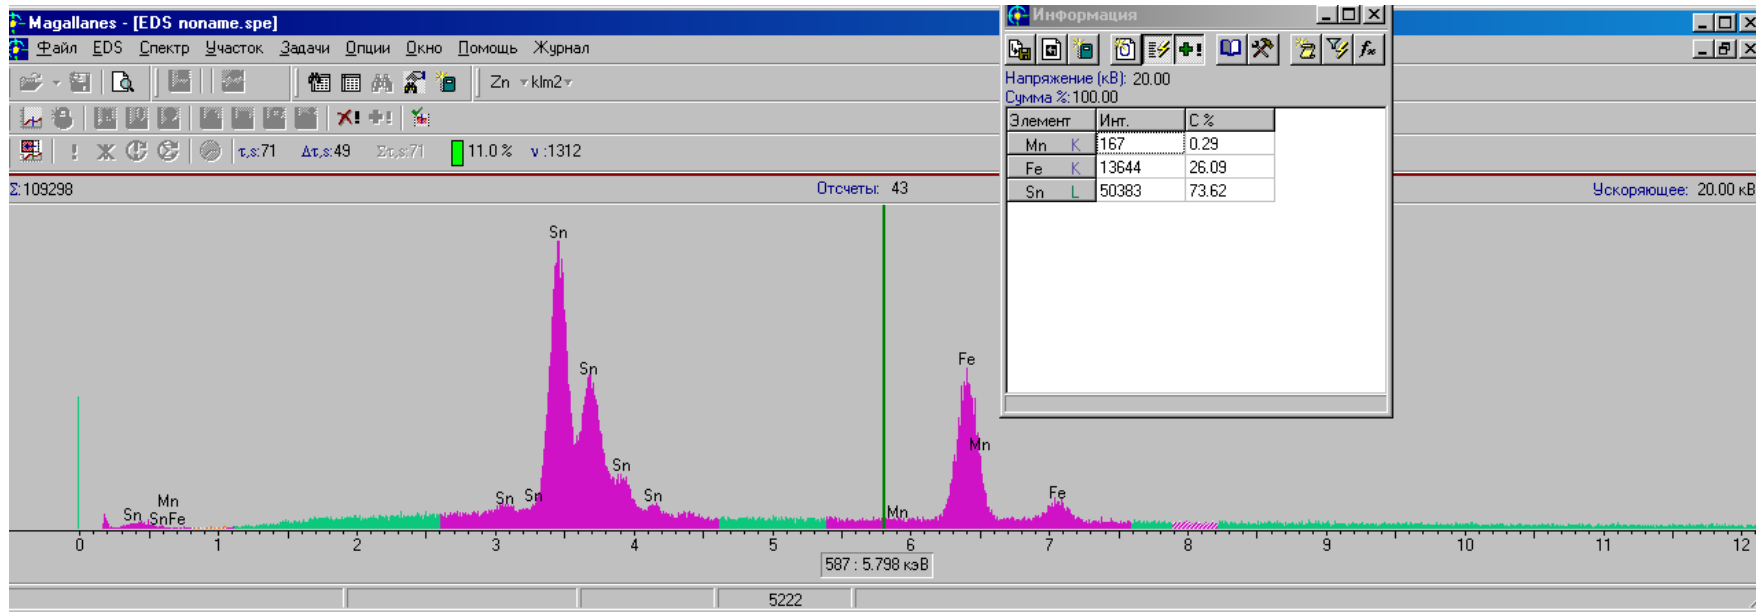 Magallanes - [EDS noname.spe]
Файл EDS Спектр Участок Задачи Опции Окно Помощь Журнал
Zn klm2
τ,s:71 Δτ,s:49 Στ,s:71 11.0 % ν :1312
Σ:109298 Отсчеты: 43 Ускоряющее: 20.00 кВ
Информация
Напряжение (кВ): 20.00
Сумма %:100.00
Элемент Инт. C %
Mn K 167 0.29
Fe K 13644 26.09
Sn L 50383 73.62
Sn
Sn
Fe
Mn
Sn
Sn Sn Sn Fe
Mn
Sn SnFe Mn
0 1 2 3 4 5 6 7 8 9 10 11 12
587 : 5.798 кэВ
5222